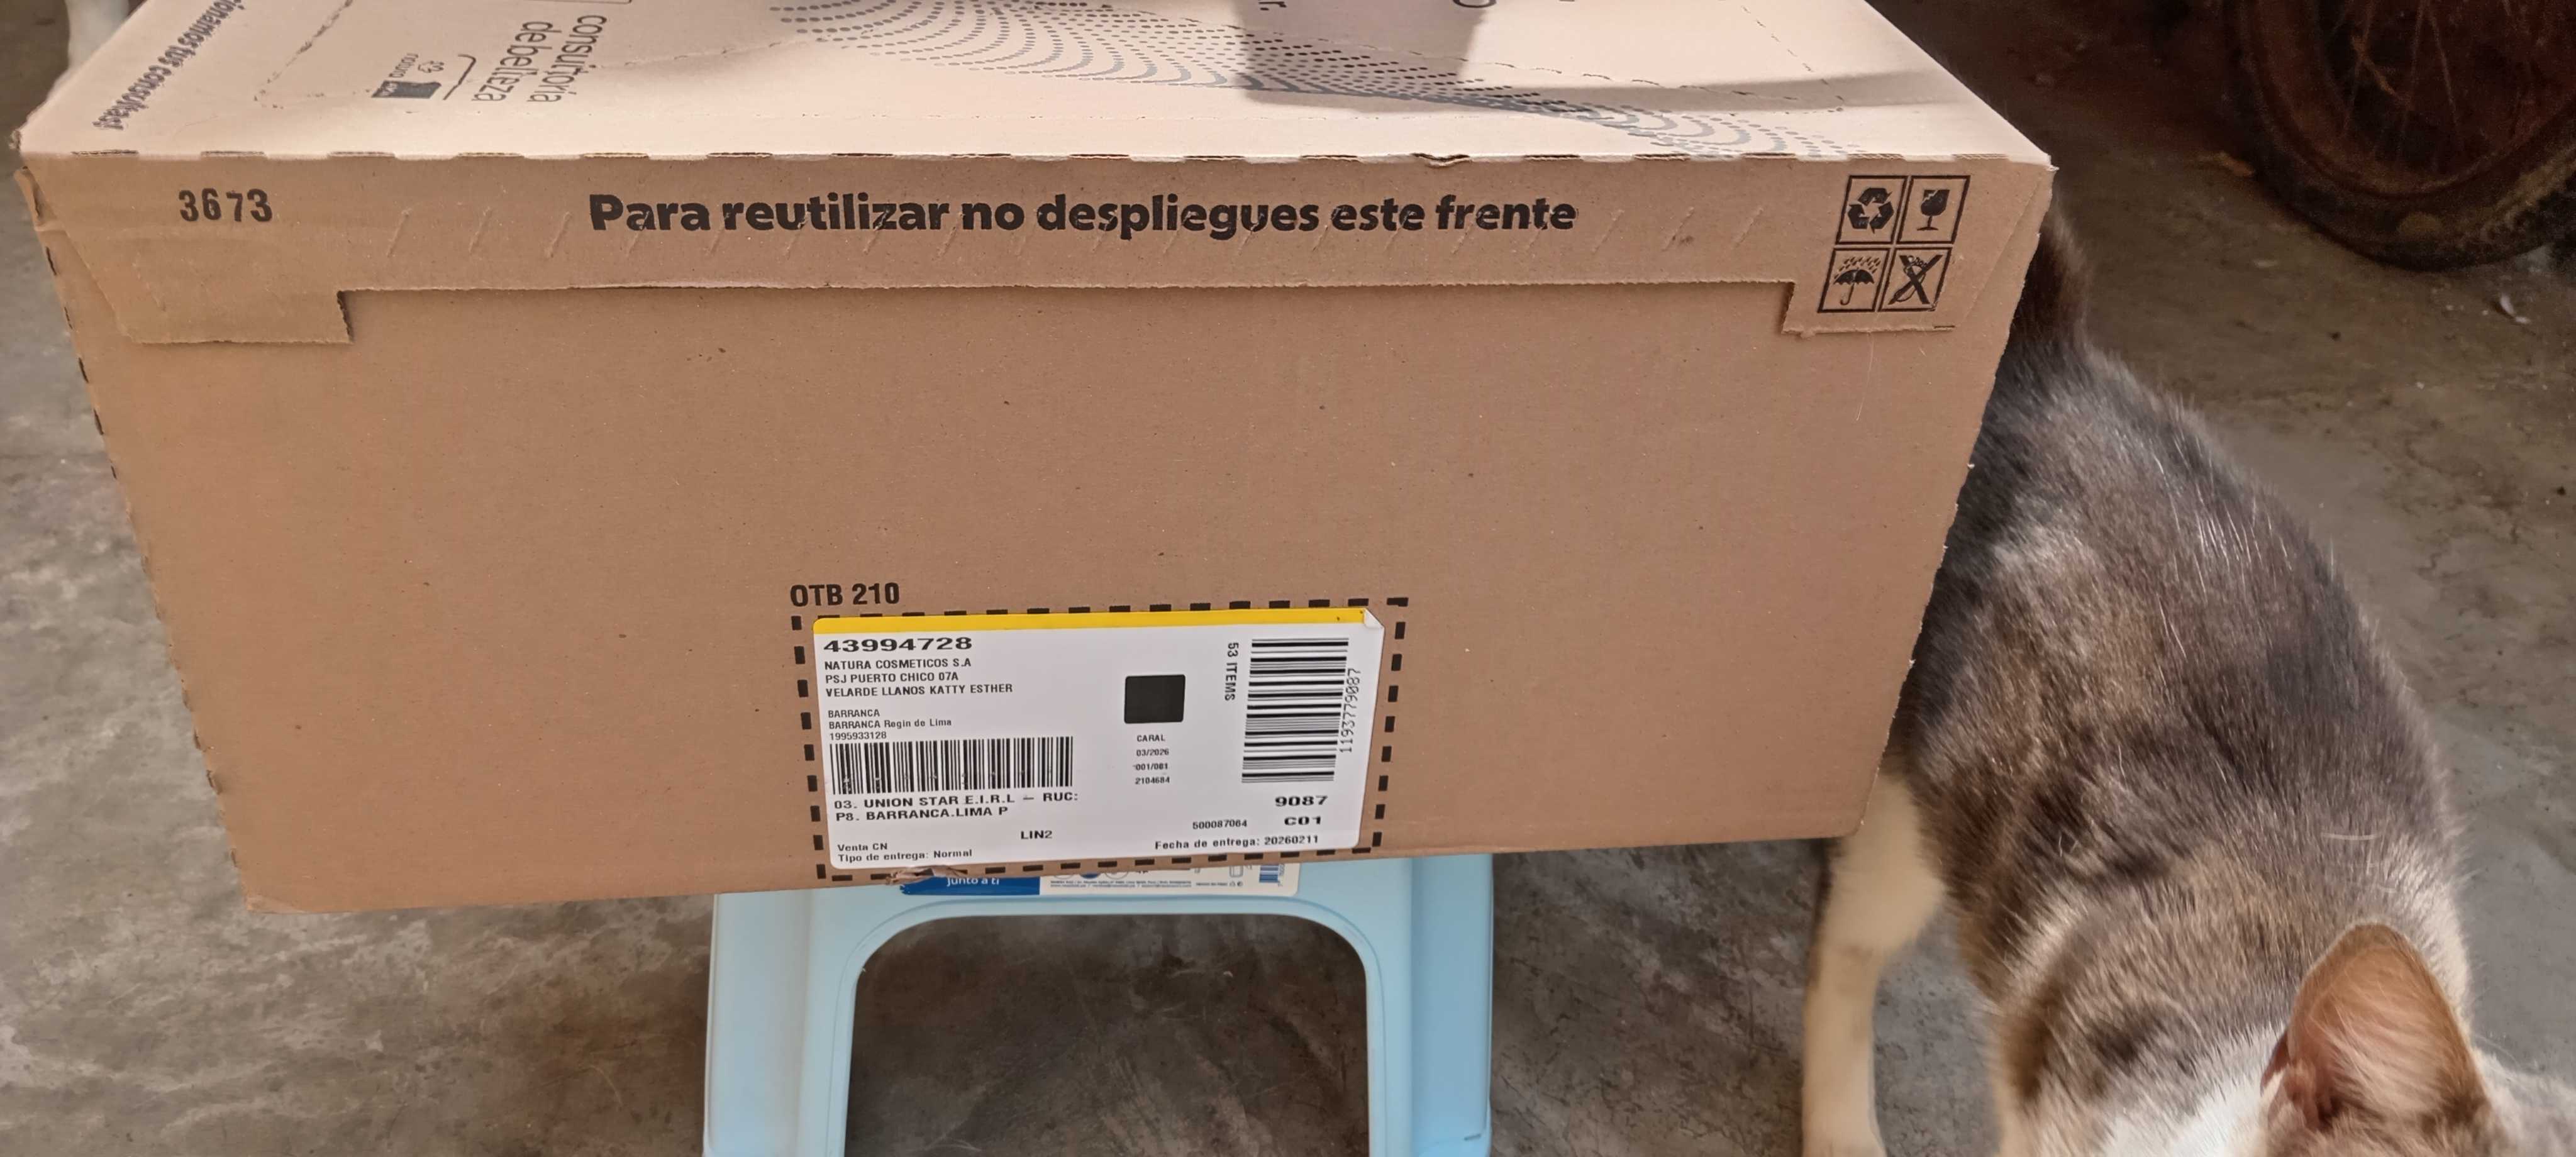 consultoría
de belleza
natura
3673
Para reutilizar no despliegues este frente
OTB 210
43994728
NATURA COSMETICOS S.A
PSJ PUERTO CHICO 07A
VELARDE LLANOS KATTY ESTHER
BARRANCA
BARRANCA Regin de Lima
1995933128
CARAL
03/2026
001/001
2104684
53 ITEMS
1193779087
03. UNION STAR E.I.R.L — RUC:
P8. BARRANCA.LIMA P
9087
LIN2
500087064
C01
Venta CN
Tipo de entrega: Normal
Fecha de entrega: 20260211
junto a ti